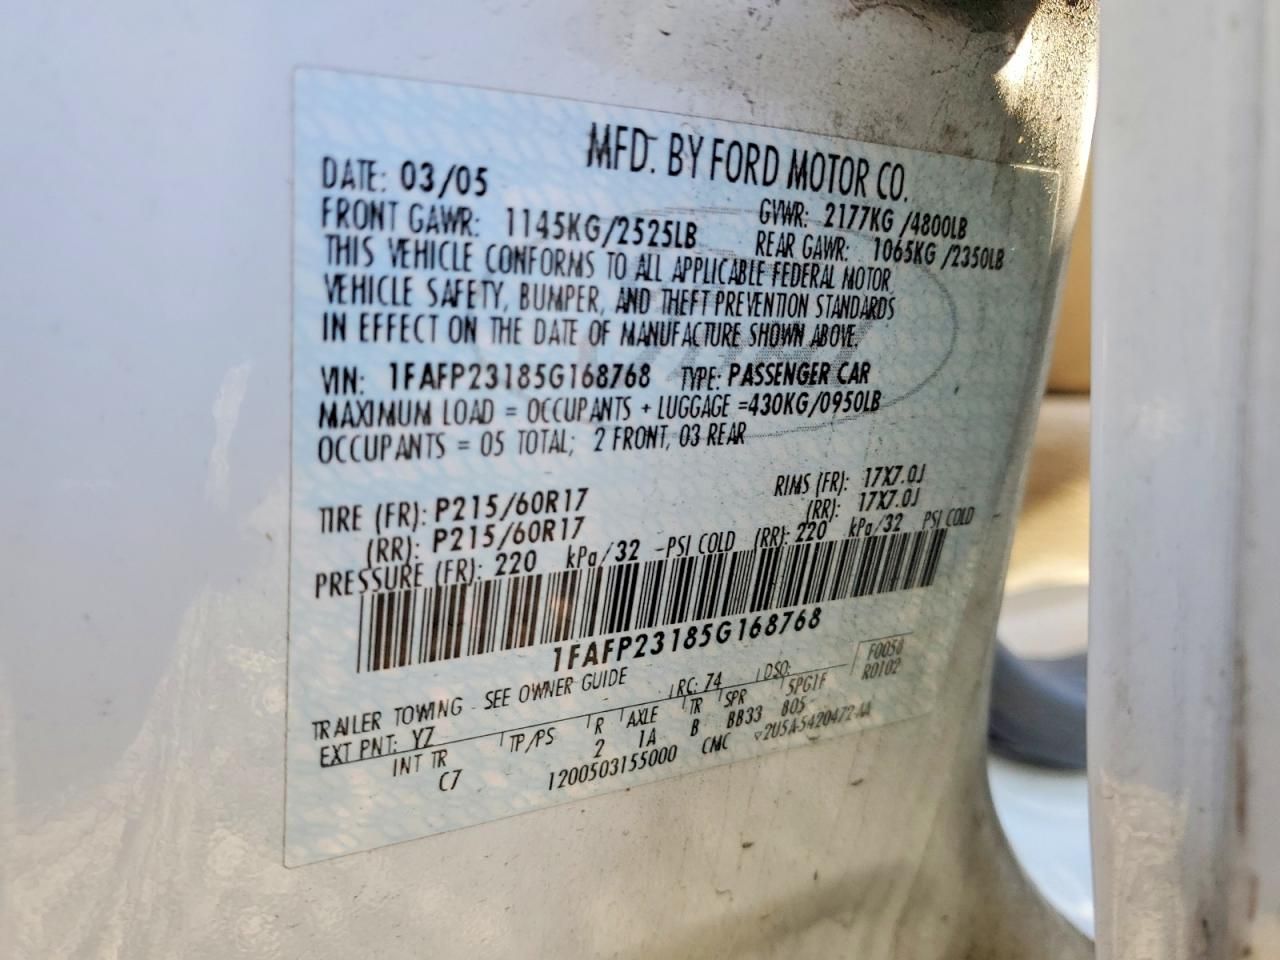 MFD. BY FORD MOTOR CO.
DATE: 03/05 GVWR: 2177KG /4800LB
FRONT GAWR: 1145KG/2525LB REAR GAWR: 1065KG /2350LB
THIS VEHICLE CONFORMS TO ALL APPLICABLE FEDERAL MOTOR
VEHICLE SAFETY, BUMPER, AND THEFT PREVENTION STANDARDS
IN EFFECT ON THE DATE OF MANUFACTURE SHOWN ABOVE.
VIN: 1FAFP23185G168768 TYPE: PASSENGER CAR
MAXIMUM LOAD = OCCUPANTS + LUGGAGE =430KG/0950LB
OCCUPANTS = 05 TOTAL; 2 FRONT, 03 REAR
TIRE (FR): P215/60R17 RIMS (FR): 17X7.0J
(RR): P215/60R17 (RR): 17X7.0J
PRESSURE (FR): 220 kPa/32 -PSI COLD (RR): 220 kPa/32 PSI COLD
1FAFP23185G168768
TRAILER TOWING - SEE OWNER GUIDE F0050
EXT PNT: YZ RC: 74 DSO: R0102
INT TR TP/PS R AXLE TR SPR 5PG1F
C7 2 1A B BB33 B05
1200503155000 CMC 2U5A-5420472-AA